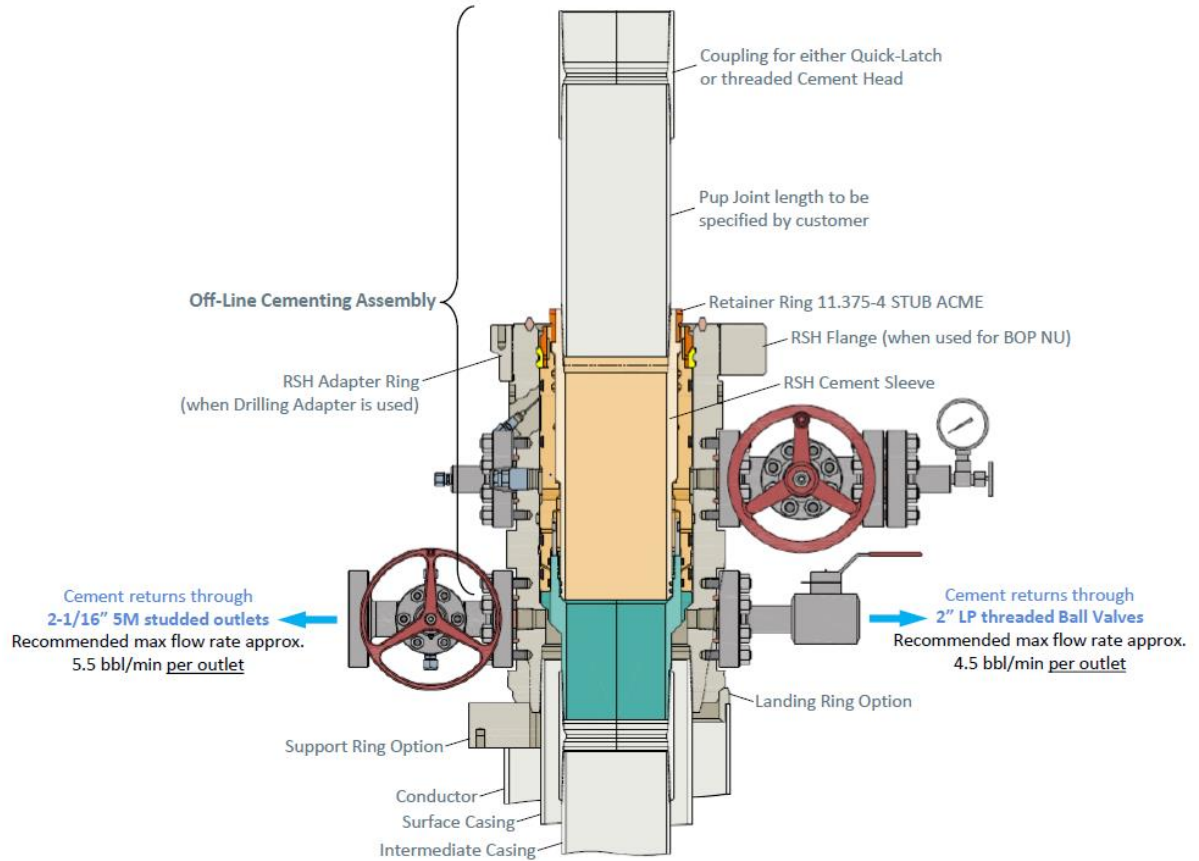 Coupling for either Quick-Latch
or threaded Cement Head
Pup Joint length to be
specified by customer
Off-Line Cementing Assembly
Retainer Ring 11.375-4 STUB ACME
RSH Flange (when used for BOP NU)
RSH Adapter Ring
(when Drilling Adapter is used)
RSH Cement Sleeve
Cement returns through
2-1/16” 5M studded outlets
Recommended max flow rate approx.
5.5 bbl/min per outlet
Cement returns through
2” LP threaded Ball Valves
Recommended max flow rate approx.
4.5 bbl/min per outlet
Landing Ring Option
Support Ring Option
Conductor
Surface Casing
Intermediate Casing